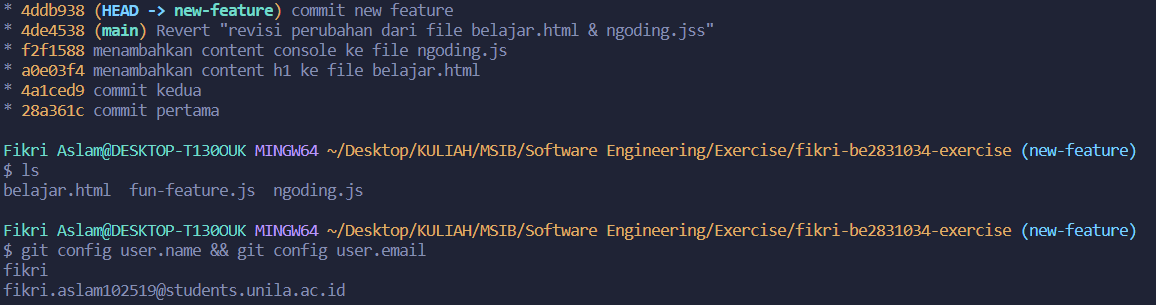 * 4ddb938 (HEAD -> new-feature) commit new feature
* 4de4538 (main) Revert "revisi perubahan dari file belajar.html & ngoding.jss"
* f2f1588 menambahkan content console ke file ngoding.js
* a0e03f4 menambahkan content h1 ke file belajar.html
* 4a1ced9 commit kedua
* 28a361c commit pertama
Fikri Aslam@DESKTOP-T130OUK MINGW64 ~/Desktop/KULIAH/MSIB/Software Engineering/Exercise/fikri-be2831034-exercise (new-feature)
$ ls
belajar.html  fun-feature.js  ngoding.js
Fikri Aslam@DESKTOP-T130OUK MINGW64 ~/Desktop/KULIAH/MSIB/Software Engineering/Exercise/fikri-be2831034-exercise (new-feature)
$ git config user.name && git config user.email
fikri
fikri.aslam102519@students.unila.ac.id